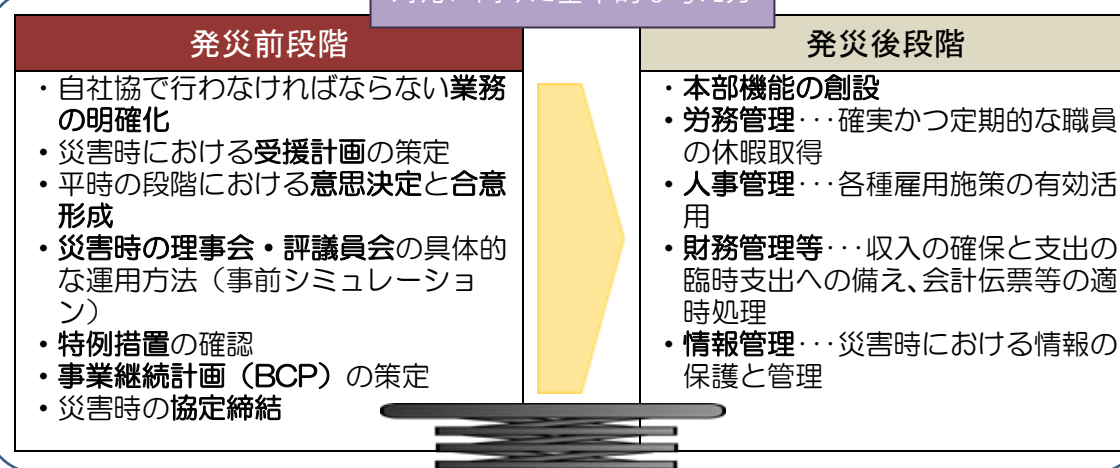 発災前段階
・自社協で行わなければならない業務
の明確化
・災害時における受援計画の策定
・平時の段階における意思決定と合意
形成
・災害時の理事会・評議員会の具体的
な運用方法（事前シミュレーショ
ン）
・特例措置の確認
・事業継続計画（BCP）の策定
・災害時の協定締結
発災後段階
・本部機能の創設
・労務管理･･･確実かつ定期的な職員
の休暇取得
・人事管理･･･各種雇用施策の有効活
用
・財務管理等･･･収入の確保と支出の
臨時支出への備え､会計伝票等の適
時処理
・情報管理･･･災害時における情報の
保護と管理